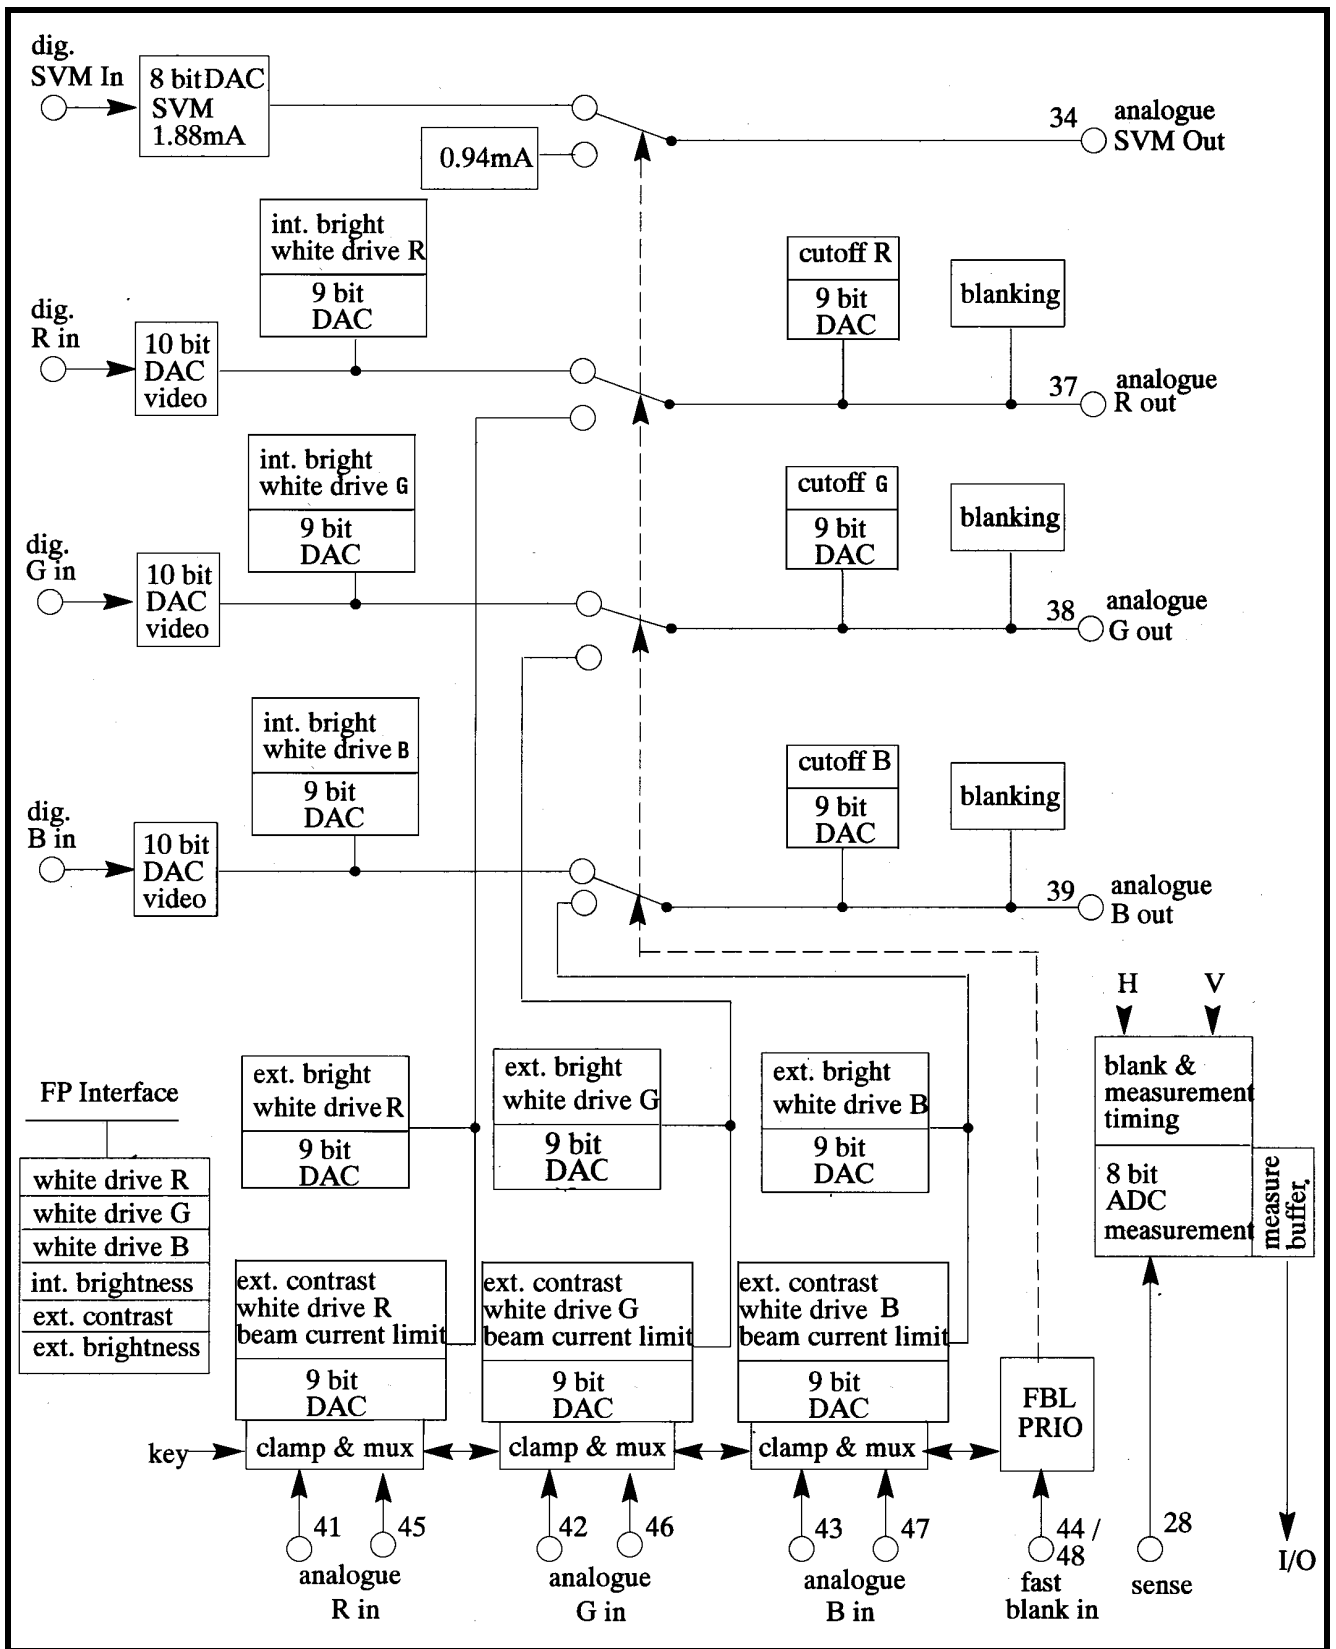 dig.
SVM In
8 bit DAC
SVM
1.88mA
0.94mA
34
analogue
SVM Out
int. bright
white drive R
9 bit
DAC
cutoff R
9 bit
DAC
blanking
dig.
R in
10 bit
DAC
video
37
analogue
R out
int. bright
white drive G
9 bit
DAC
cutoff G
9 bit
DAC
blanking
dig.
G in
10 bit
DAC
video
38
analogue
G out
int. bright
white drive B
9 bit
DAC
cutoff B
9 bit
DAC
blanking
dig.
B in
10 bit
DAC
video
39
analogue
B out
H
V
FP Interface
white drive R
white drive G
white drive B
int. brightness
ext. contrast
ext. brightness
ext. bright
white drive R
9 bit
DAC
ext. bright
white drive G
9 bit
DAC
ext. bright
white drive B
9 bit
DAC
blank &
measurement
timing
8 bit
ADC
measurement
measure
buffer
ext. contrast
white drive R
beam current limit
9 bit
DAC
ext. contrast
white drive G
beam current limit
9 bit
DAC
ext. contrast
white drive B
beam current limit
9 bit
DAC
FBL
PRIO
key
clamp & mux
clamp & mux
clamp & mux
41
45
analogue
R in
42
46
analogue
G in
43
47
analogue
B in
44 /
48
fast
blank in
28
sense
I/O